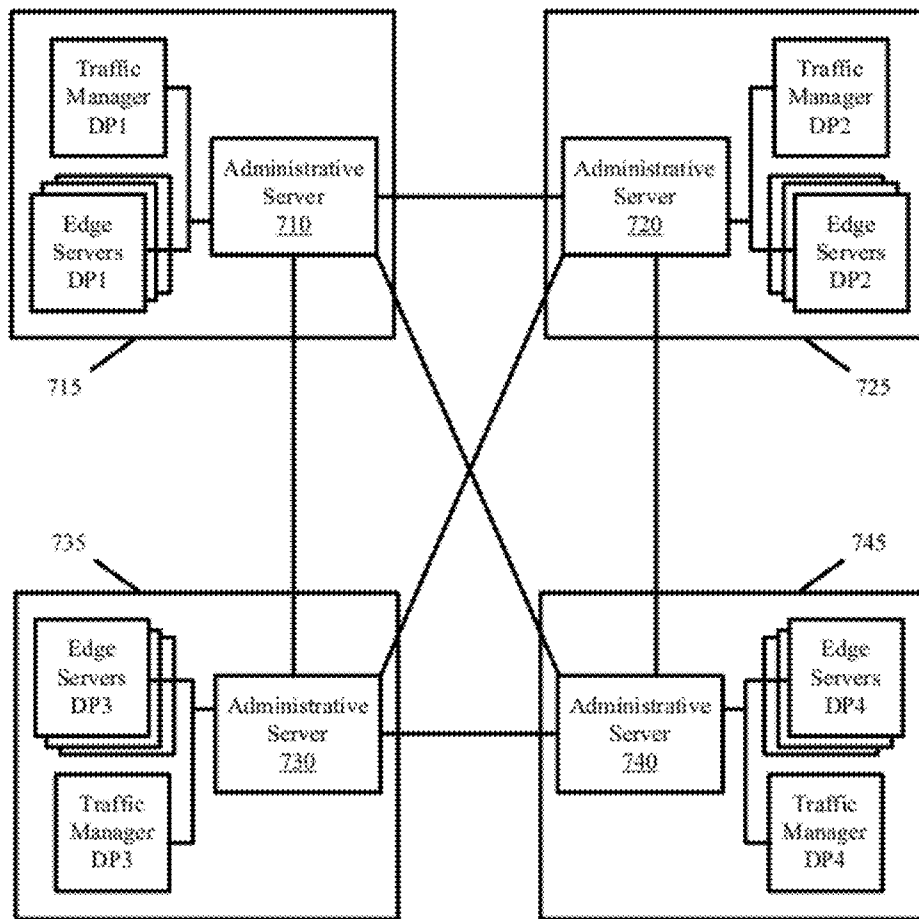 Traffic
Manager
DP1
Edge
Servers
DP1
Administrative
Server
710
Administrative
Server
720
Traffic
Manager
DP2
Edge
Servers
DP2
715
725
735
745
Edge
Servers
DP3
Traffic
Manager
DP3
Administrative
Server
730
Administrative
Server
740
Edge
Servers
DP4
Traffic
Manager
DP4